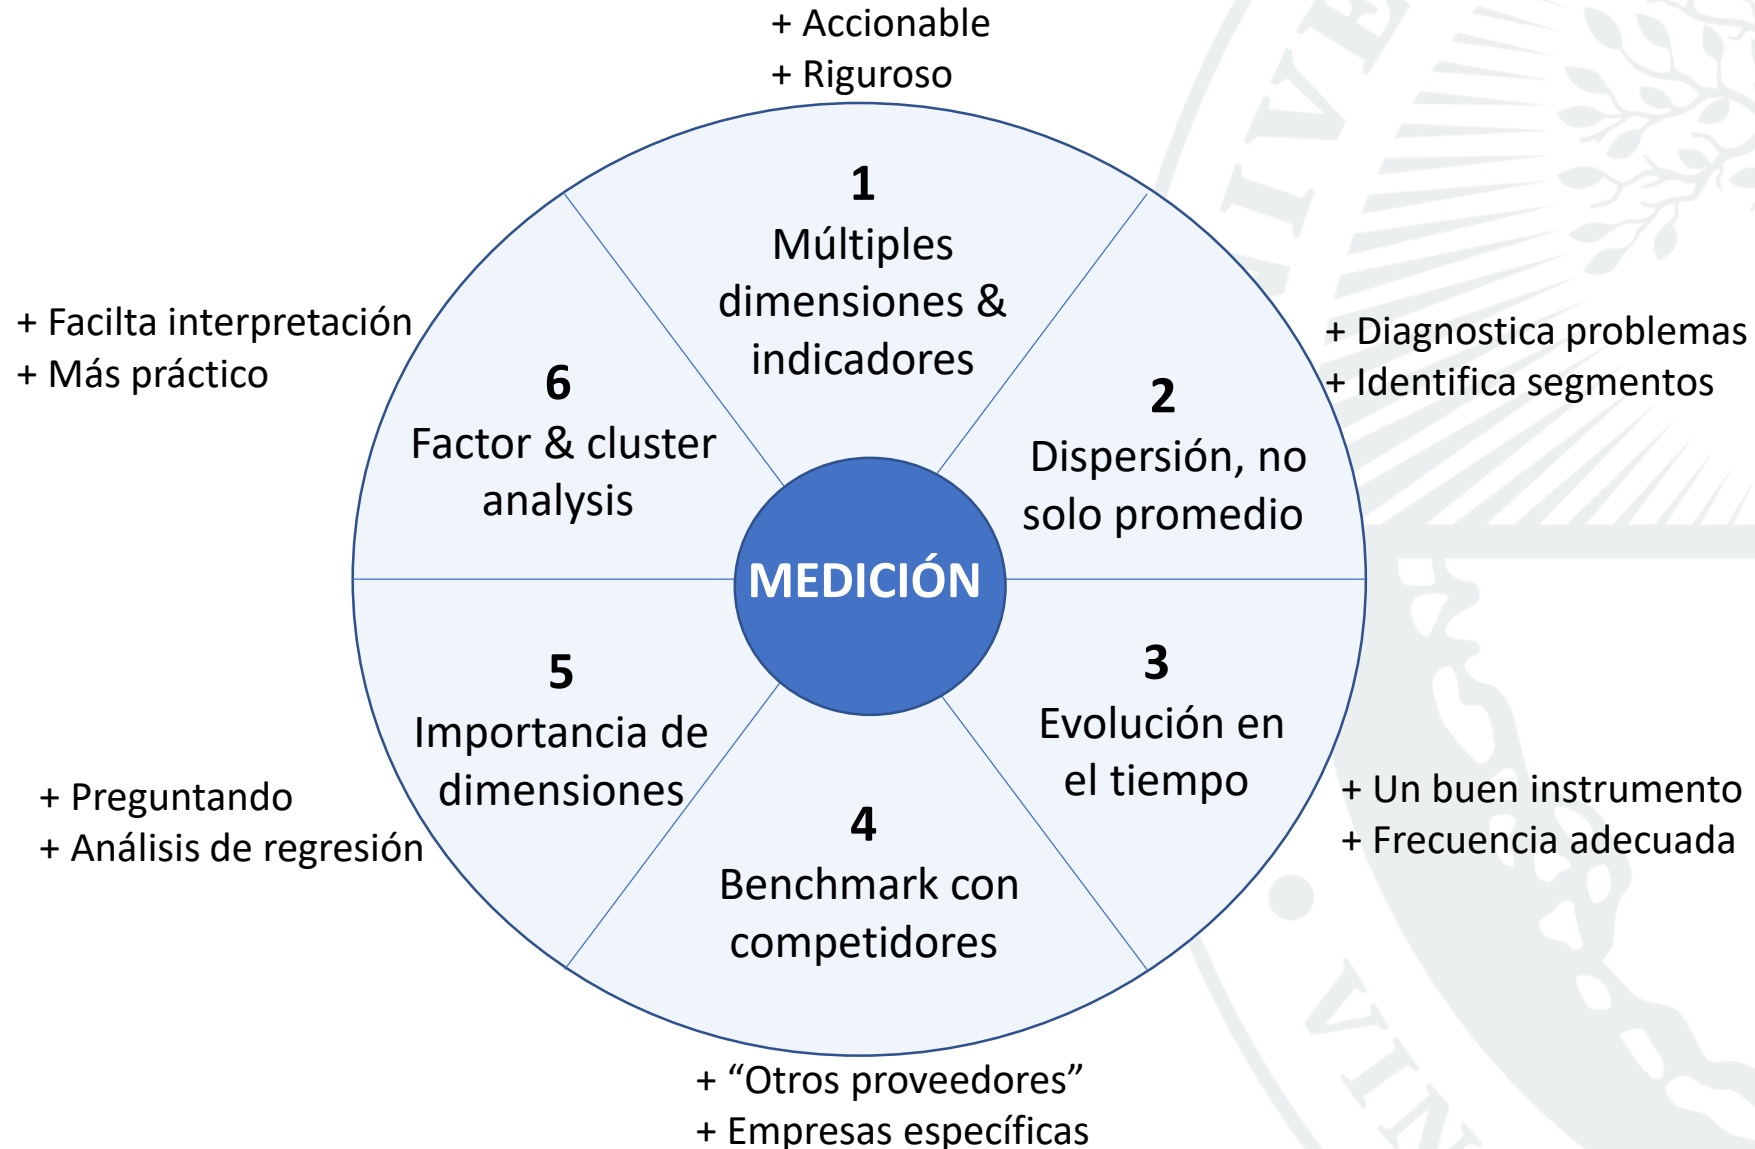 + Accionable
+ Riguroso
1
Múltiples
dimensiones &
indicadores
+ Diagnostica problemas
+ Identifica segmentos
2
Dispersión, no
solo promedio
3
Evolución en
el tiempo
+ Un buen instrumento
+ Frecuencia adecuada
4
Benchmark con
competidores
+ “Otros proveedores”
+ Empresas específicas
5
Importancia de
dimensiones
+ Preguntando
+ Análisis de regresión
6
Factor & cluster
analysis
+ Facilta interpretación
+ Más práctico
MEDICIÓN